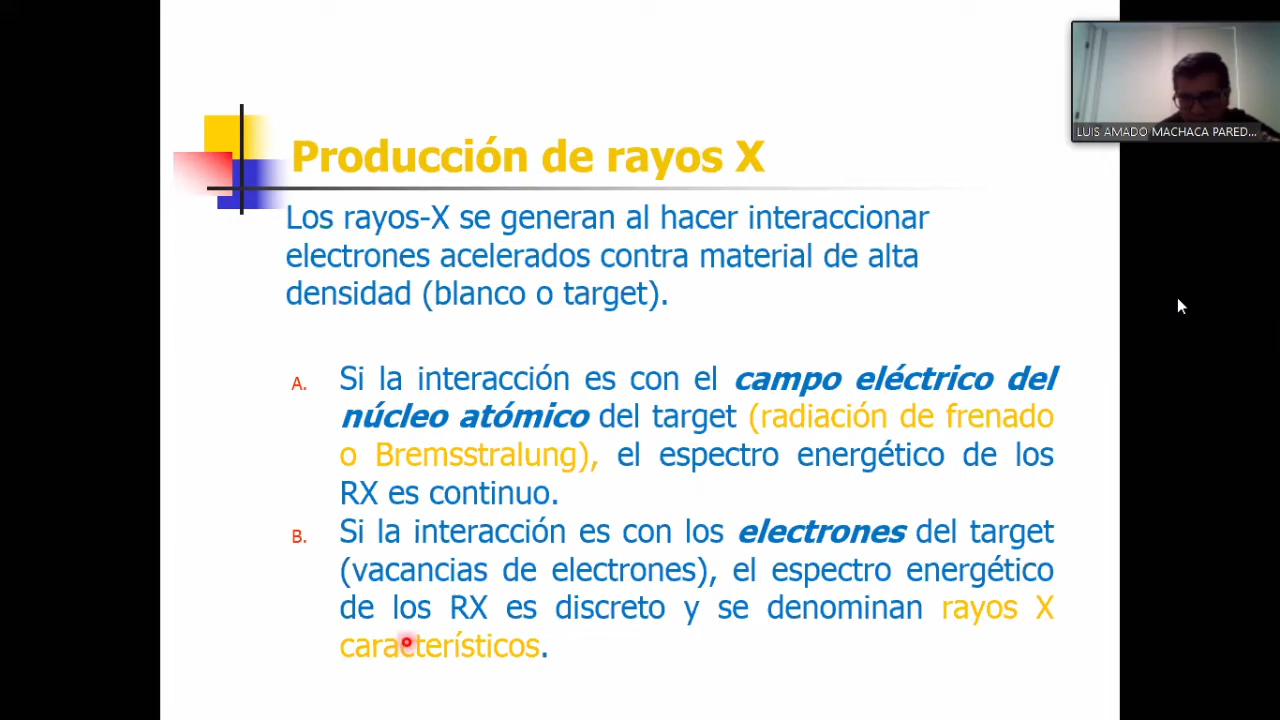 LUIS AMADO MACHACA PARED...
Producción de rayos X
Los rayos-X se generan al hacer interaccionar
electrones acelerados contra material de alta
densidad (blanco o target).
A. Si la interacción es con el campo eléctrico del
núcleo atómico del target (radiación de frenado
o Bremsstralung), el espectro energético de los
RX es continuo.
B. Si la interacción es con los electrones del target
(vacancias de electrones), el espectro energético
de los RX es discreto y se denominan rayos X
característicos.